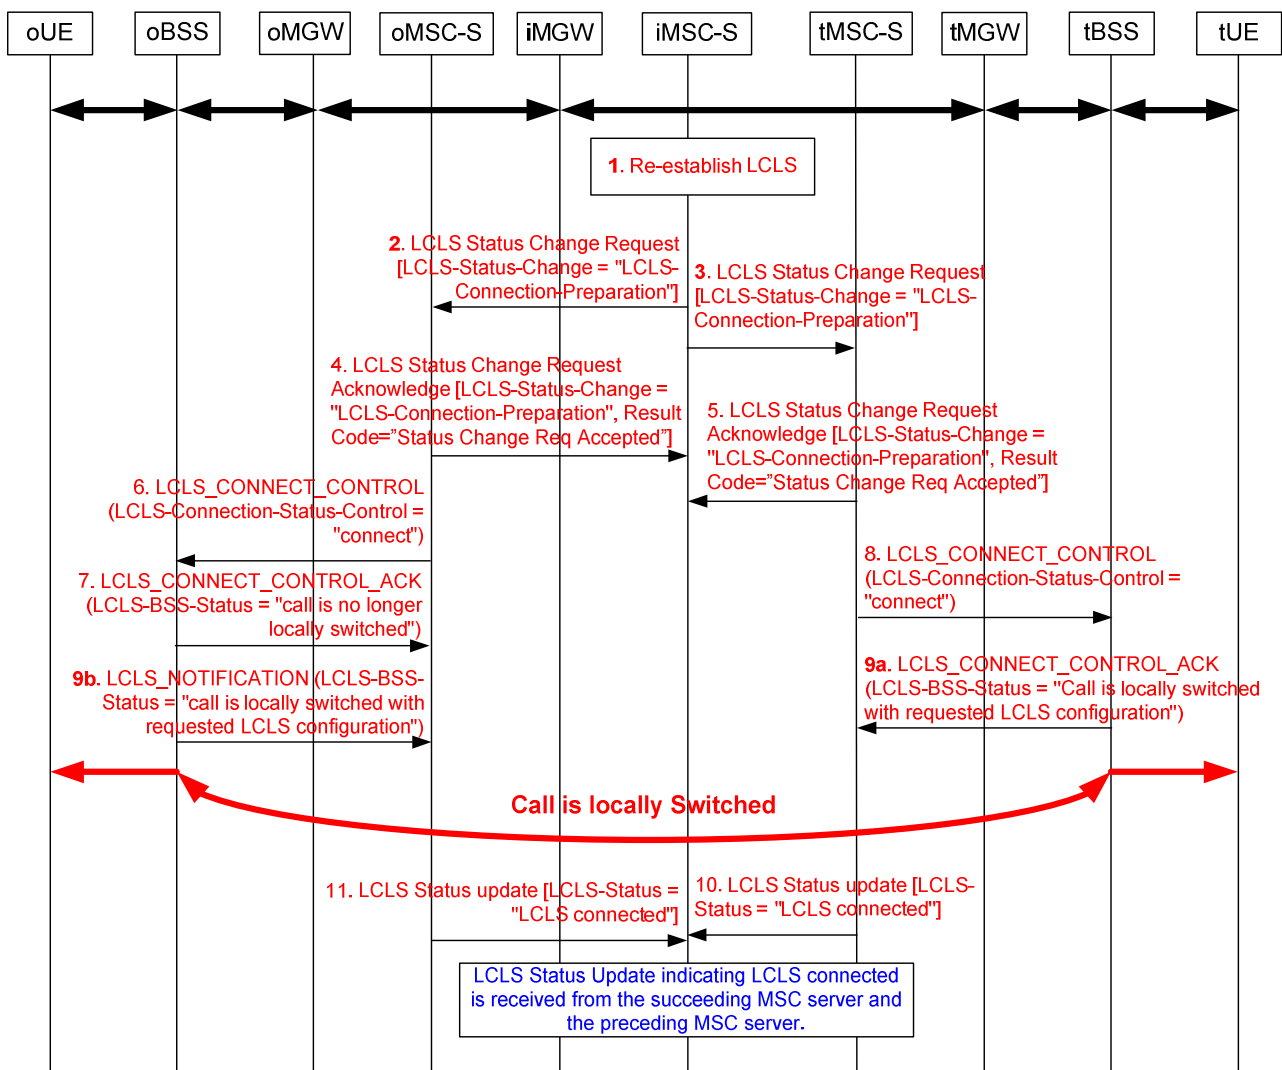 oUE oBSS oMGW oMSC-S iMGW iMSC-S tMSC-S tMGW tBSS tUE
1. Re-establish LCLS
2. LCLS Status Change Request
[LCLS-Status-Change = "LCLS-
Connection-Preparation"]
3. LCLS Status Change Request
[LCLS-Status-Change = "LCLS-
Connection-Preparation"]
4. LCLS Status Change Request
Acknowledge [LCLS-Status-Change =
"LCLS-Connection-Preparation", Result
Code=”Status Change Req Accepted”]
5. LCLS Status Change Request
Acknowledge [LCLS-Status-Change =
"LCLS-Connection-Preparation", Result
Code=”Status Change Req Accepted”]
6. LCLS_CONNECT_CONTROL
(LCLS-Connection-Status-Control =
"connect")
7. LCLS_CONNECT_CONTROL_ACK
(LCLS-BSS-Status = "call is no longer
locally switched")
8. LCLS_CONNECT_CONTROL
(LCLS-Connection-Status-Control =
"connect")
9b. LCLS_NOTIFICATION (LCLS-BSS-
Status = "call is locally switched with
requested LCLS configuration")
9a. LCLS_CONNECT_CONTROL_ACK
(LCLS-BSS-Status = "Call is locally switched
with requested LCLS configuration")
Call is locally Switched
11. LCLS Status update [LCLS-Status =
"LCLS connected"]
10. LCLS Status update [LCLS-
Status = "LCLS connected"]
LCLS Status Update indicating LCLS connected
is received from the succeeding MSC server and
the preceding MSC server.